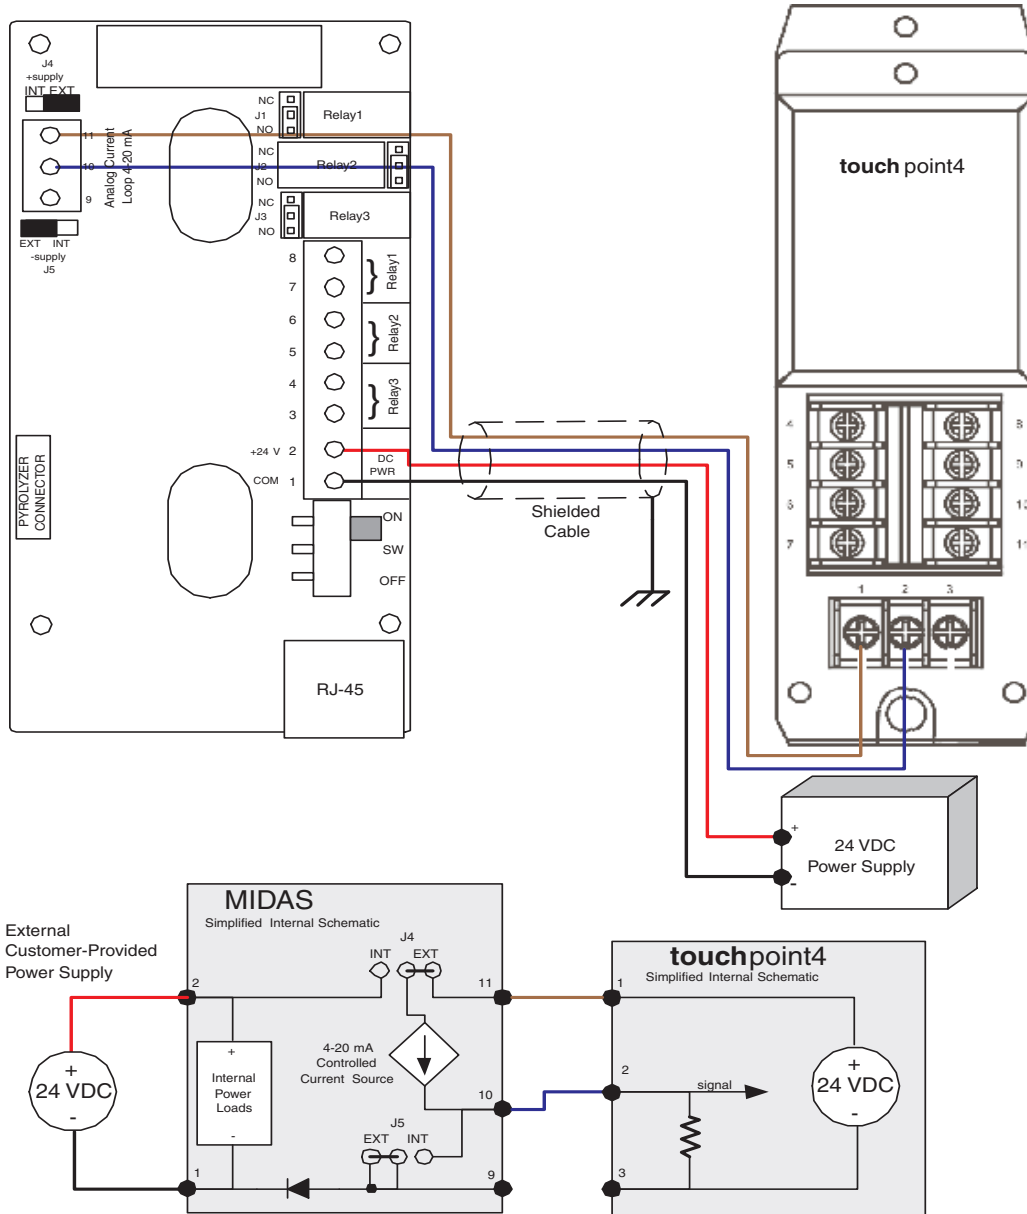 J4
+supply
INT EXT
11
10
9
Analog Current
Loop 4-20 mA
EXT INT
-supply
J5
NC
J1
NO
Relay1
NC
J2
NO
Relay2
NC
J3
NO
Relay3
8
7
Relay1
6
5
Relay2
4
3
Relay3
+24 V 2
COM 1
DC
PWR
ON
SW
OFF
PYROLYZER
CONNECTOR
RJ-45
Shielded
Cable
touch point4
4
5
6
7
8
9
10
11
1 2 3
24 VDC
Power Supply
+
-
External
Customer-Provided
Power Supply
+
24 VDC
-
MIDAS
Simplified Internal Schematic
2
1
+
Internal
Power
Loads
-
J4
INT EXT
11
4-20 mA
Controlled
Current Source
10
J5
EXT INT
9
touchpoint4
Simplified Internal Schematic
1
2
signal
3
+
24 VDC
-